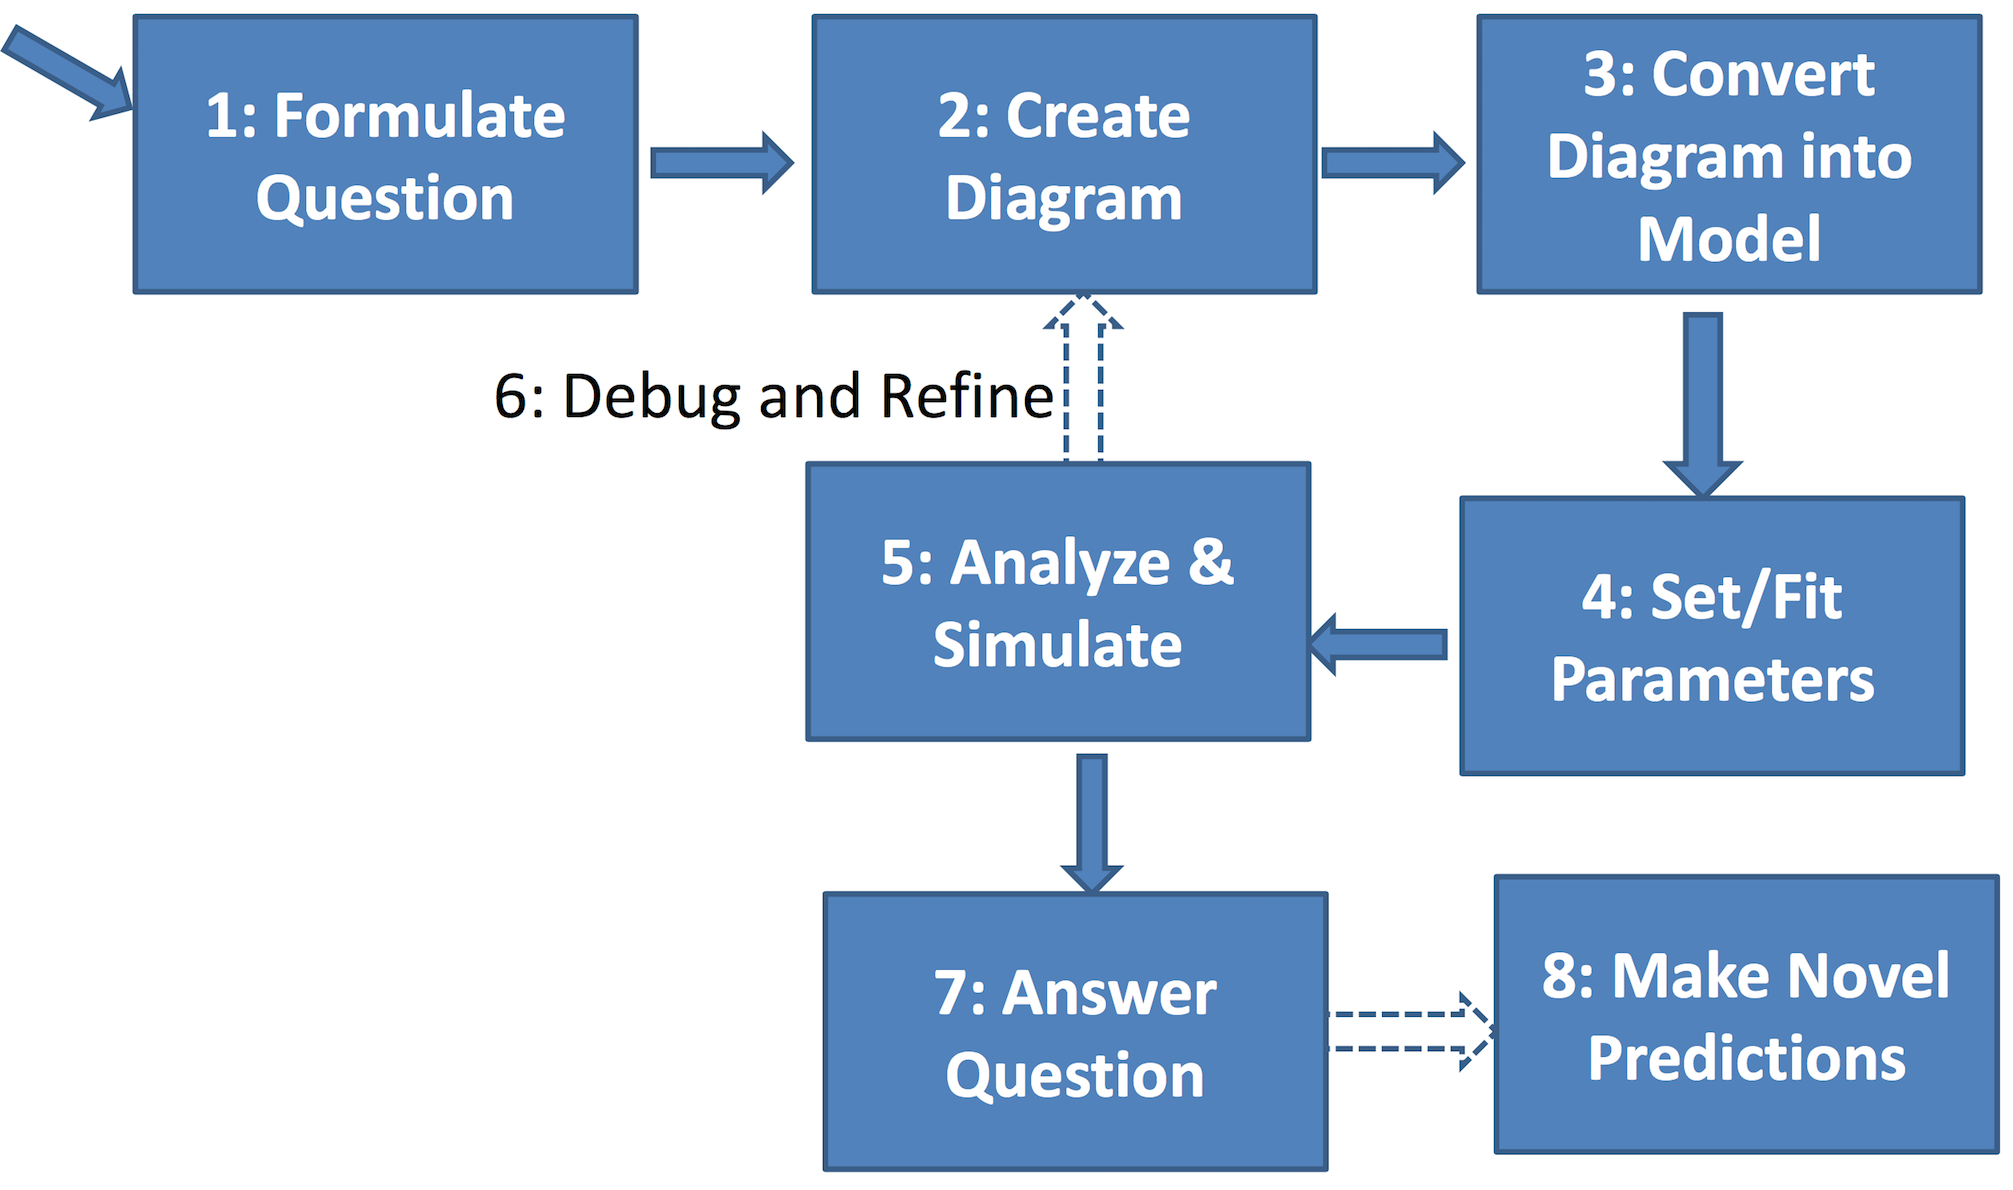 1: Formulate
Question
2: Create
Diagram
3: Convert
Diagram into
Model
4: Set/Fit
Parameters
5: Analyze &
Simulate
6: Debug and Refine
7: Answer
Question
8: Make Novel
Predictions